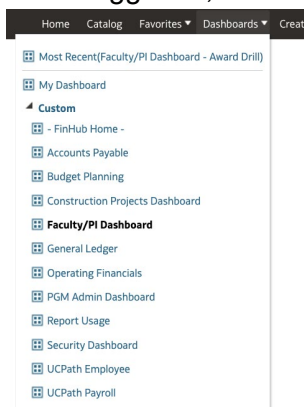 Home Catalog Favorites ▼ Dashboards ▼ Creat
Most Recent(Faculty/PI Dashboard - Award Drill)
My Dashboard
Custom
- FinHub Home -
Accounts Payable
Budget Planning
Construction Projects Dashboard
Faculty/PI Dashboard
General Ledger
Operating Financials
PGM Admin Dashboard
Report Usage
Security Dashboard
UCPath Employee
UCPath Payroll